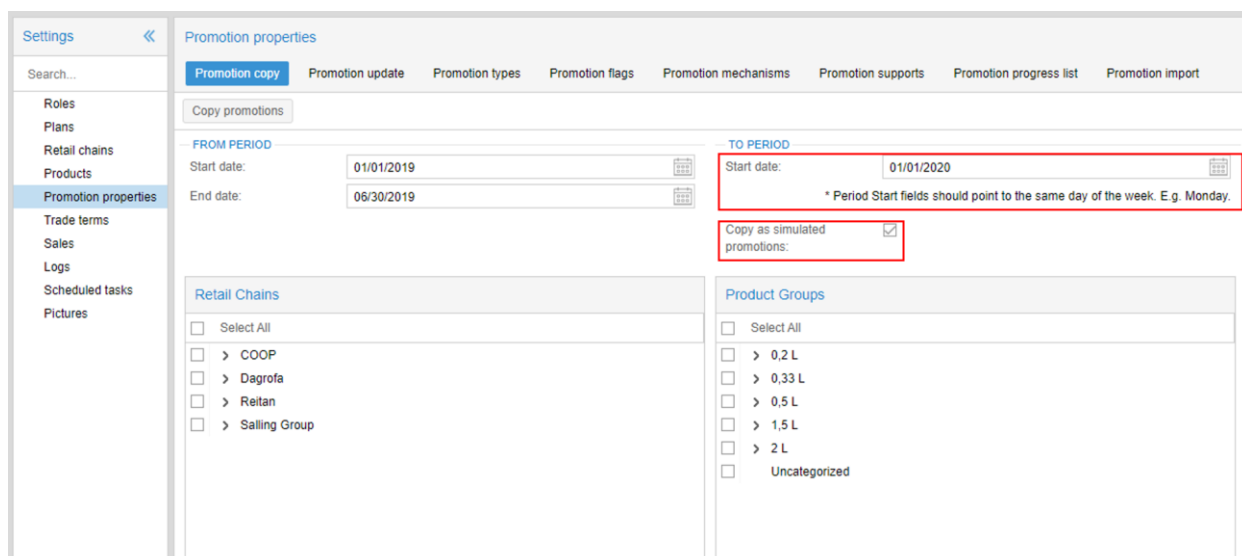 Settings
Search...
Roles
Plans
Retail chains
Products
Promotion properties
Trade terms
Sales
Logs
Scheduled tasks
Pictures
Promotion properties
Promotion copy Promotion update Promotion types Promotion flags Promotion mechanisms Promotion supports Promotion progress list Promotion import
Copy promotions
FROM PERIOD
Start date: 01/01/2019
End date: 06/30/2019
TO PERIOD
Start date: 01/01/2020
* Period Start fields should point to the same day of the week. E.g. Monday.
Copy as simulated
promotions:
Retail Chains
Select All
COOP
Dagrofa
Reitan
Salling Group
Product Groups
Select All
0,2 L
0,33 L
0,5 L
1,5 L
2 L
Uncategorized